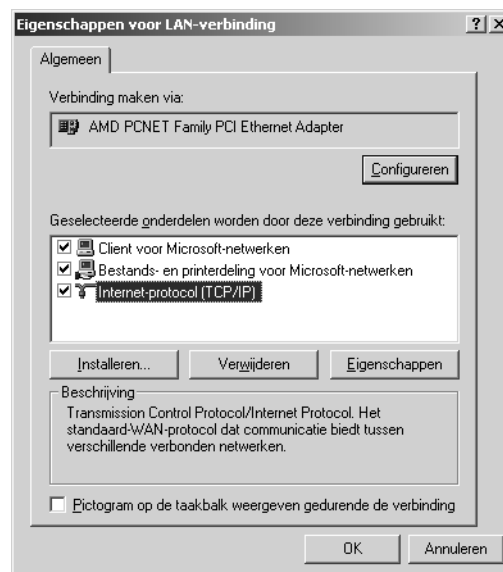 Eigenschappen voor LAN-verbinding
Algemeen
Verbinding maken via:
AMD PCNET Family PCI Ethernet Adapter
Configureren
Geselecteerde onderdelen worden door deze verbinding gebruikt:
Client voor Microsoft-netwerken
Bestands- en printerdeling voor Microsoft-netwerken
Internet-protocol (TCP/IP)
Installeren...
Verwijderen
Eigenschappen
Beschrijving
Transmission Control Protocol/Internet Protocol. Het
standaard-WAN-protocol dat communicatie biedt tussen
verschillende verbonden netwerken.
Pictogram op de taakbalk weergeven gedurende de verbinding
OK
Annuleren